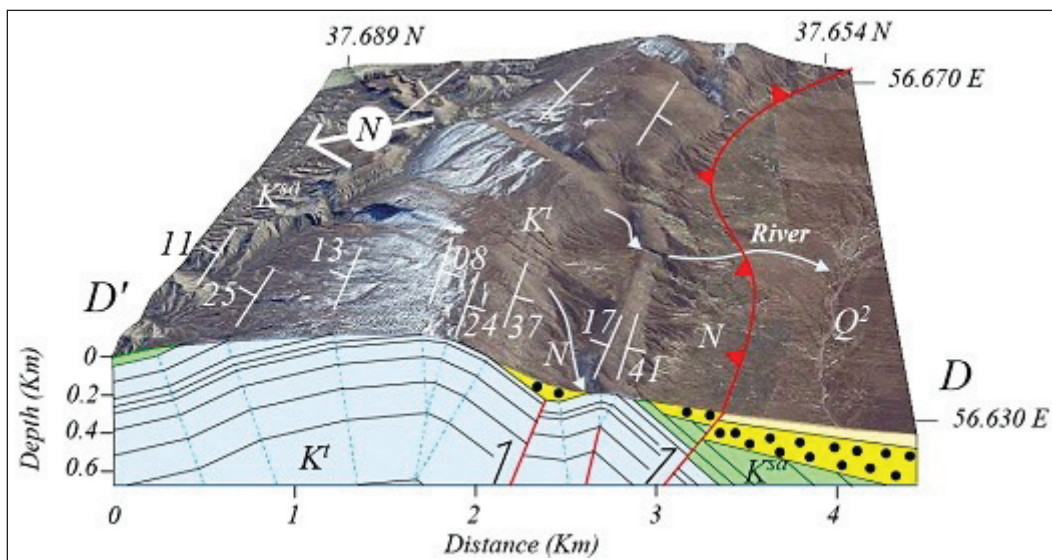 37.689 N
37.654 N
56.670 E
N
K^sa
K^t
River
11
13
08
25
24
37
17
41
N
N
Q^2
D'
D
0
0.2
0.4
0.6
Depth (Km)
K^t
K^sa
56.630 E
0
1
2
3
4
Distance (Km)